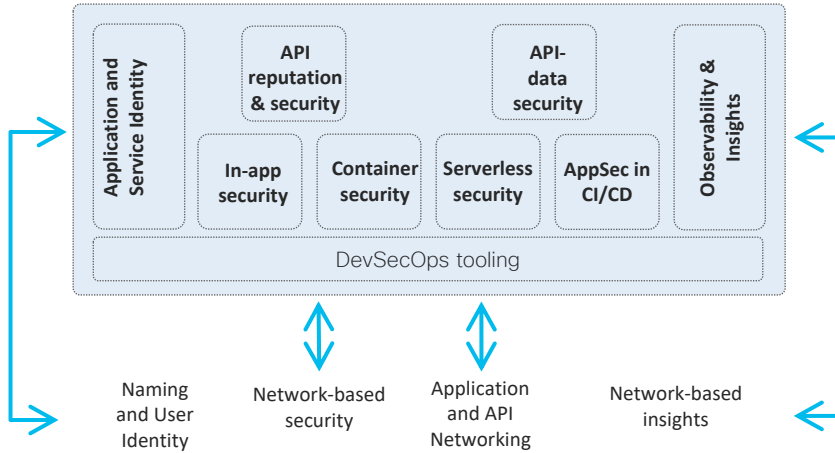 Application and
Service Identity
API
reputation
& security
API-
data
security
Observability &
Insights
In-app
security
Container
security
Serverless
security
AppSec in
CI/CD
DevSecOps tooling
Naming
and User
Identity
Network-based
security
Application
and API
Networking
Network-based
insights